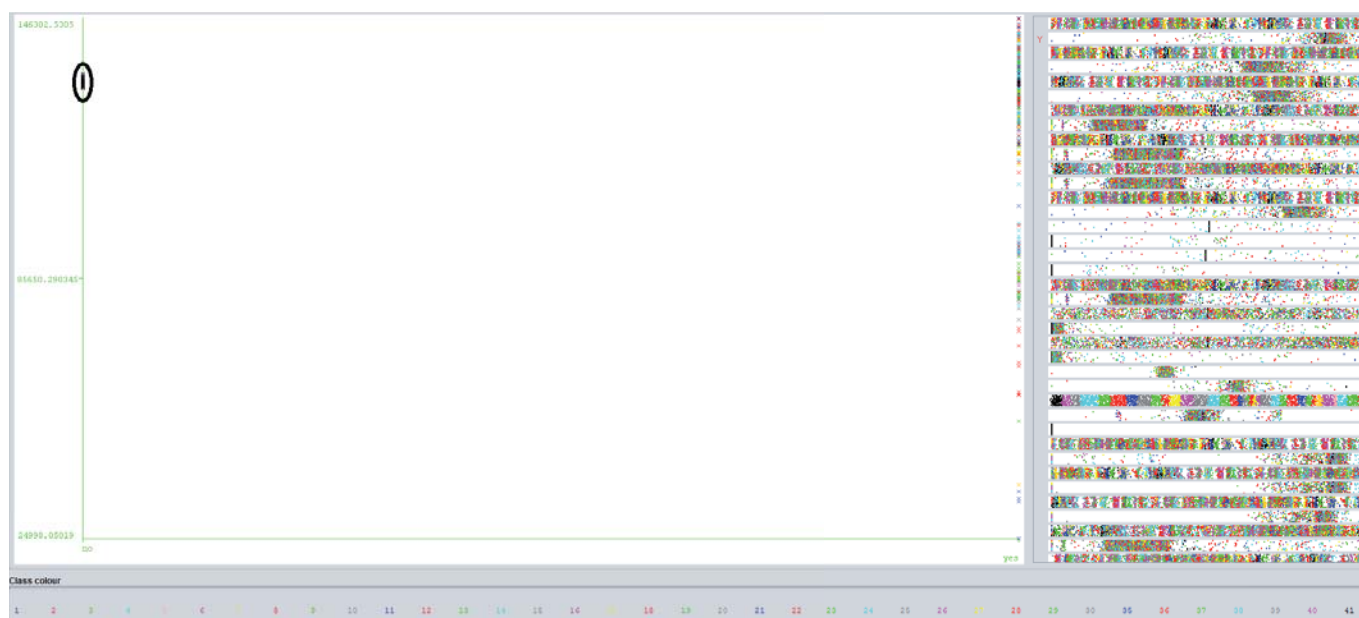 146302.5305
Y
85650.290345
24998.05019
no
yes
Class colour
1 2 3 4 5 6 7 8 9 10 11 12 13 14 15 16 17 18 19 20 21 22 23 24 25 26 27 28 29 30 35 36 37 38 39 40 41